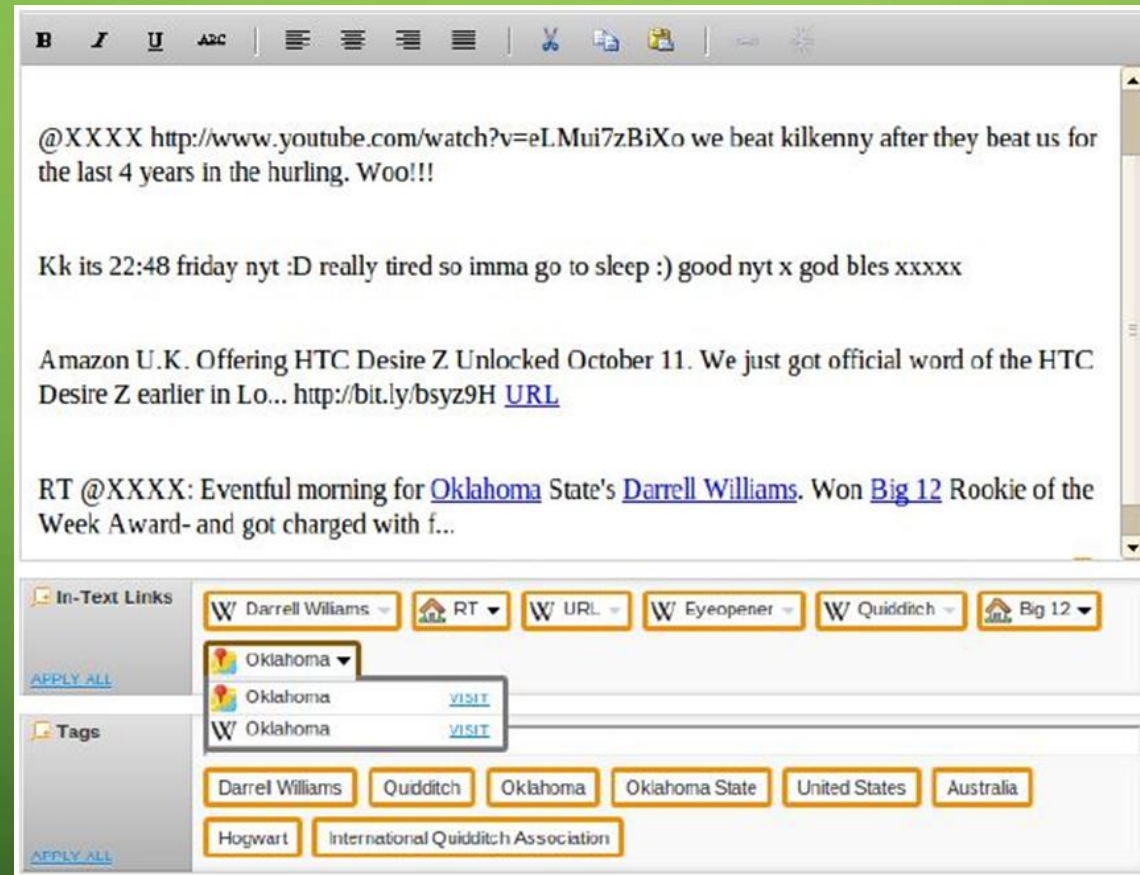 B I U ABC
@XXXX http://www.youtube.com/watch?v=eLMui7zBiXo we beat kilkenny after they beat us for
the last 4 years in the hurling. Woo!!!
Kk its 22:48 friday nyt :D really tired so imma go to sleep :) good nyt x god bles xxxxx
Amazon U.K. Offering HTC Desire Z Unlocked October 11. We just got official word of the HTC
Desire Z earlier in Lo... http://bit.ly/bsyz9H URL
RT @XXXX: Eventful morning for Oklahoma State's Darrell Williams. Won Big 12 Rookie of the
Week Award- and got charged with f...
In-Text Links
W Darrell Wiliams W RT W URL W Eyeopener W Quidditch Big 12
Oklahoma
APPLY ALL
Oklahoma VISIT
W Oklahoma VISIT
Tags
Darrel Williams Quidditch Oklahoma Oklahoma State United States Australia
Hogwart International Quidditch Association
APPLY ALL